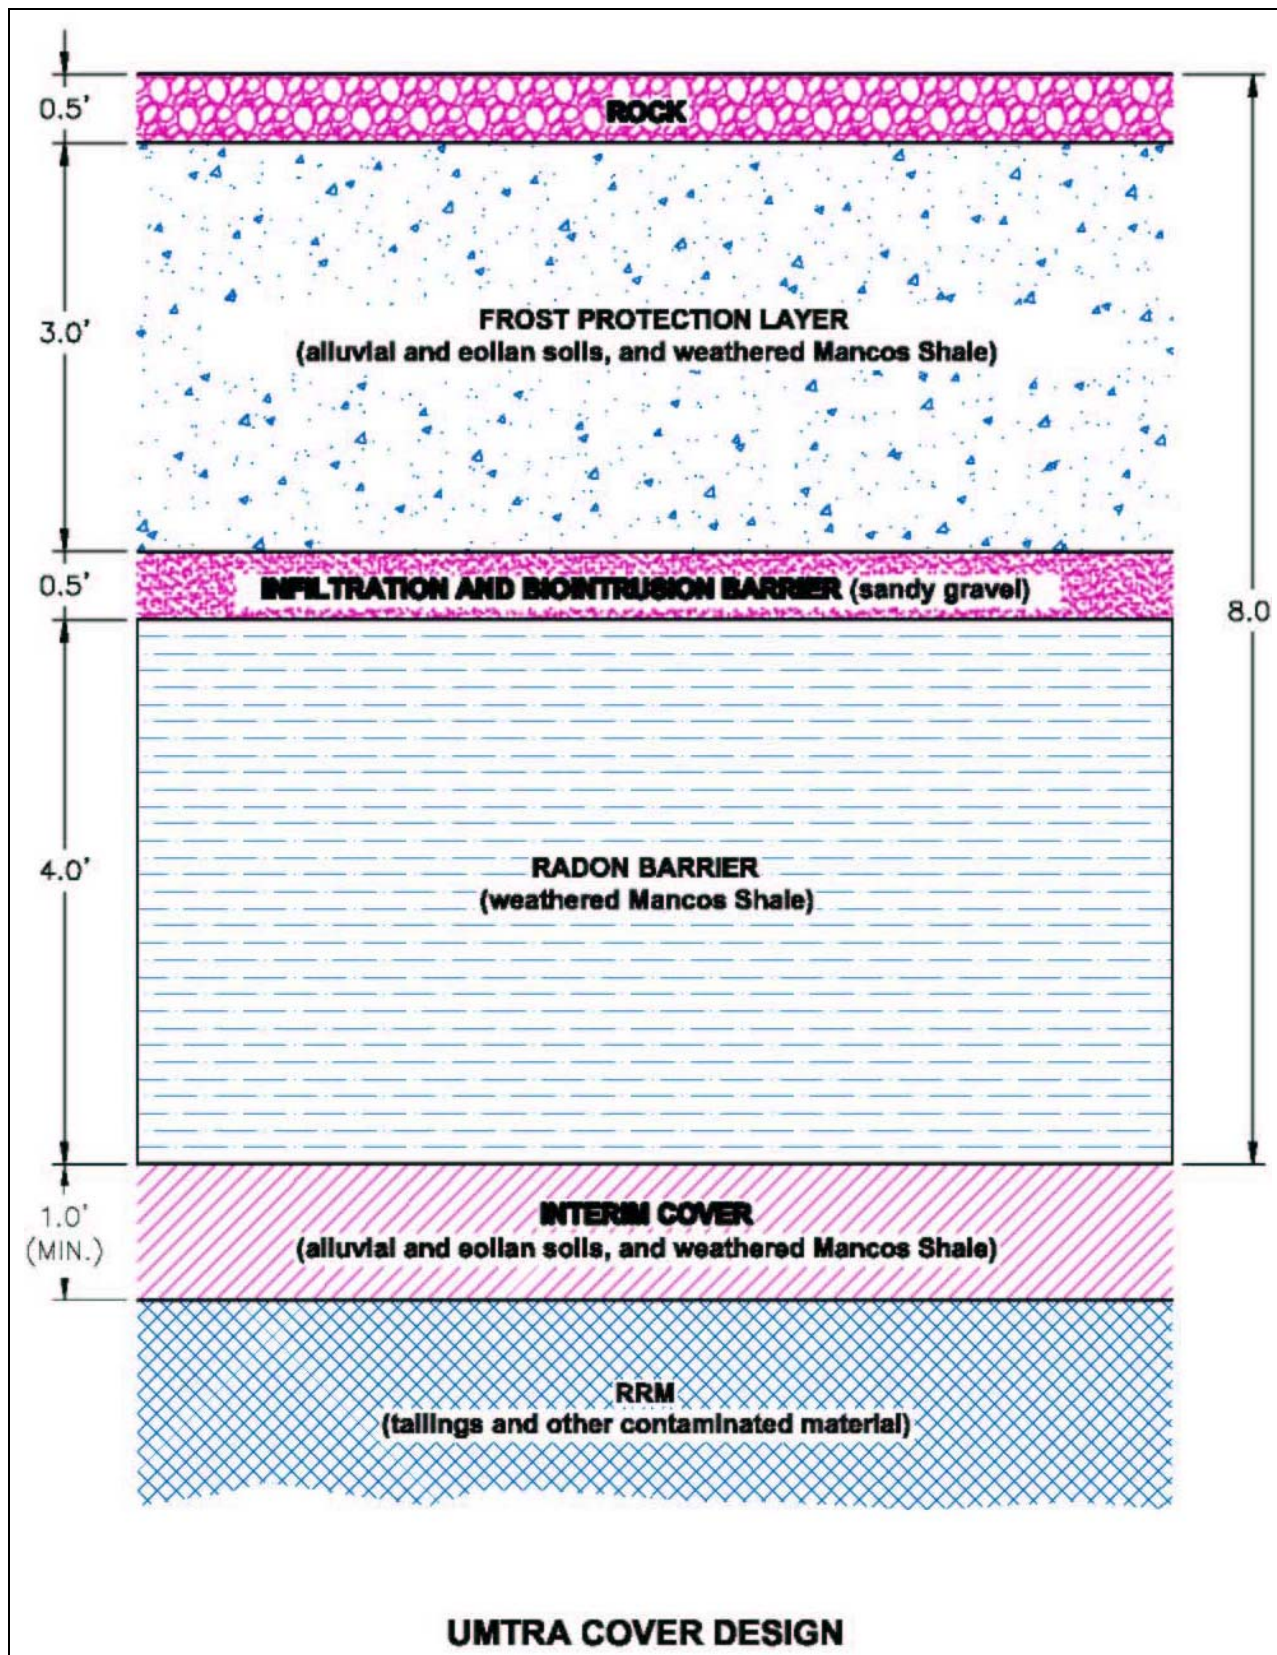 0.5'
ROCK
3.0'
FROST PROTECTION LAYER
(alluvial and eolian soils, and weathered Mancos Shale)
0.5'
INFILTRATION AND BIOINTRUSION BARRIER (sandy gravel)
8.0
4.0'
RADON BARRIER
(weathered Mancos Shale)
1.0'
(MIN.)
INTERIM COVER
(alluvial and eolian soils, and weathered Mancos Shale)
RRM
(tailings and other contaminated material)
UMTRA COVER DESIGN